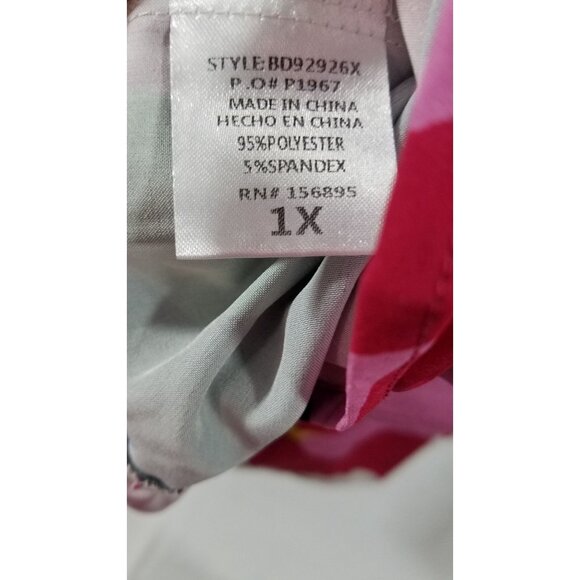 STYLE:BD92926X
P.O# P1967
MADE IN CHINA
HECHO EN CHINA
95%POLYESTER
5%SPANDEX
RN# 156895
1X